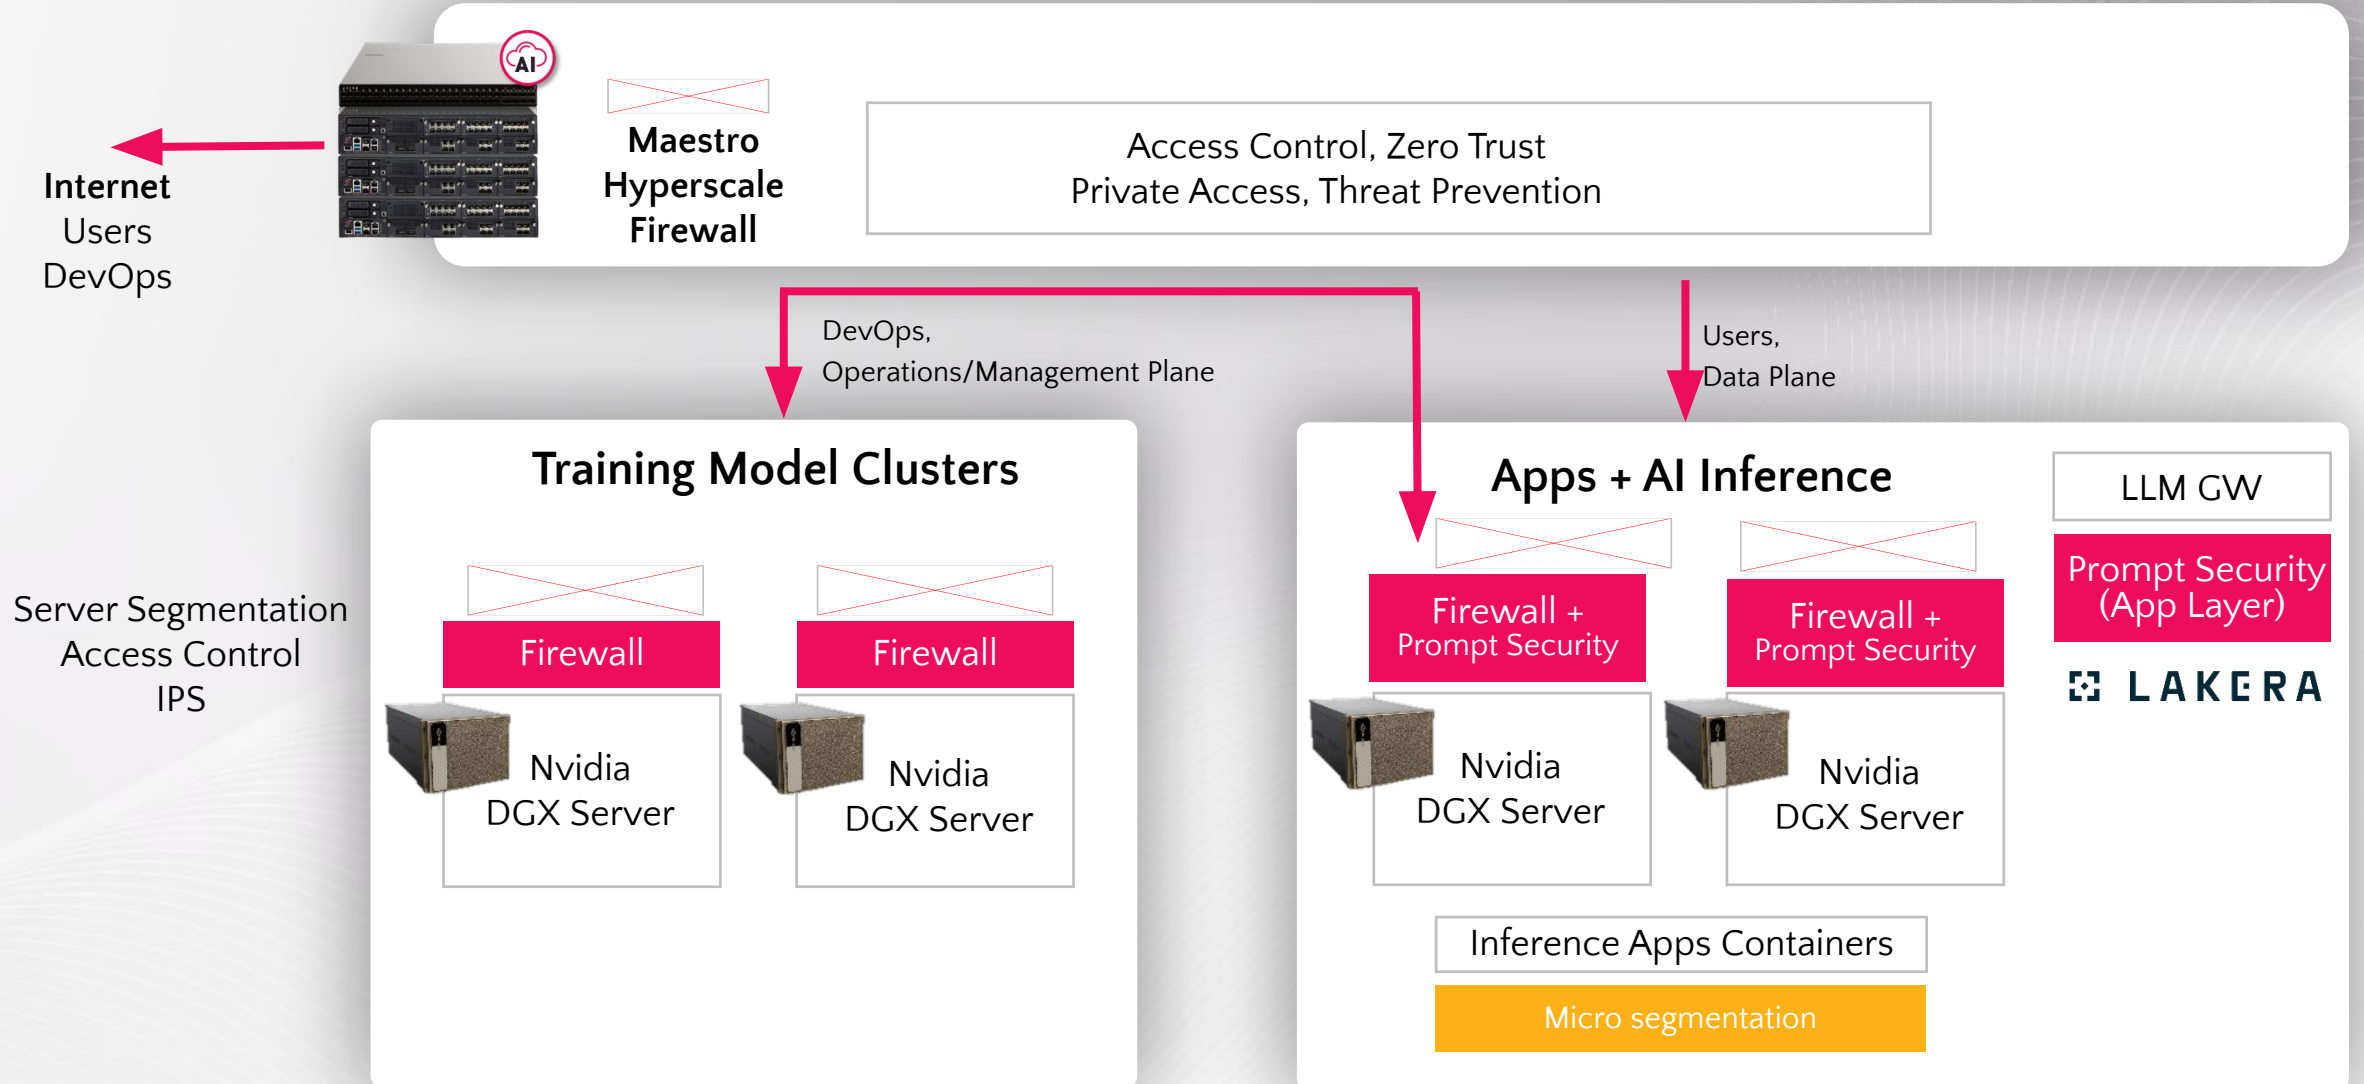 AI
Maestro
Hyperscale
Firewall
Access Control, Zero Trust
Private Access, Threat Prevention
Internet
Users
DevOps
DevOps,
Operations/Management Plane
Users,
Data Plane
Training Model Clusters
Apps + AI Inference
LLM GW
Prompt Security
(App Layer)
LAKERA
Server Segmentation
Access Control
IPS
Firewall
Firewall
Firewall +
Prompt Security
Firewall +
Prompt Security
Nvidia
DGX Server
Nvidia
DGX Server
Nvidia
DGX Server
Nvidia
DGX Server
Inference Apps Containers
Micro segmentation